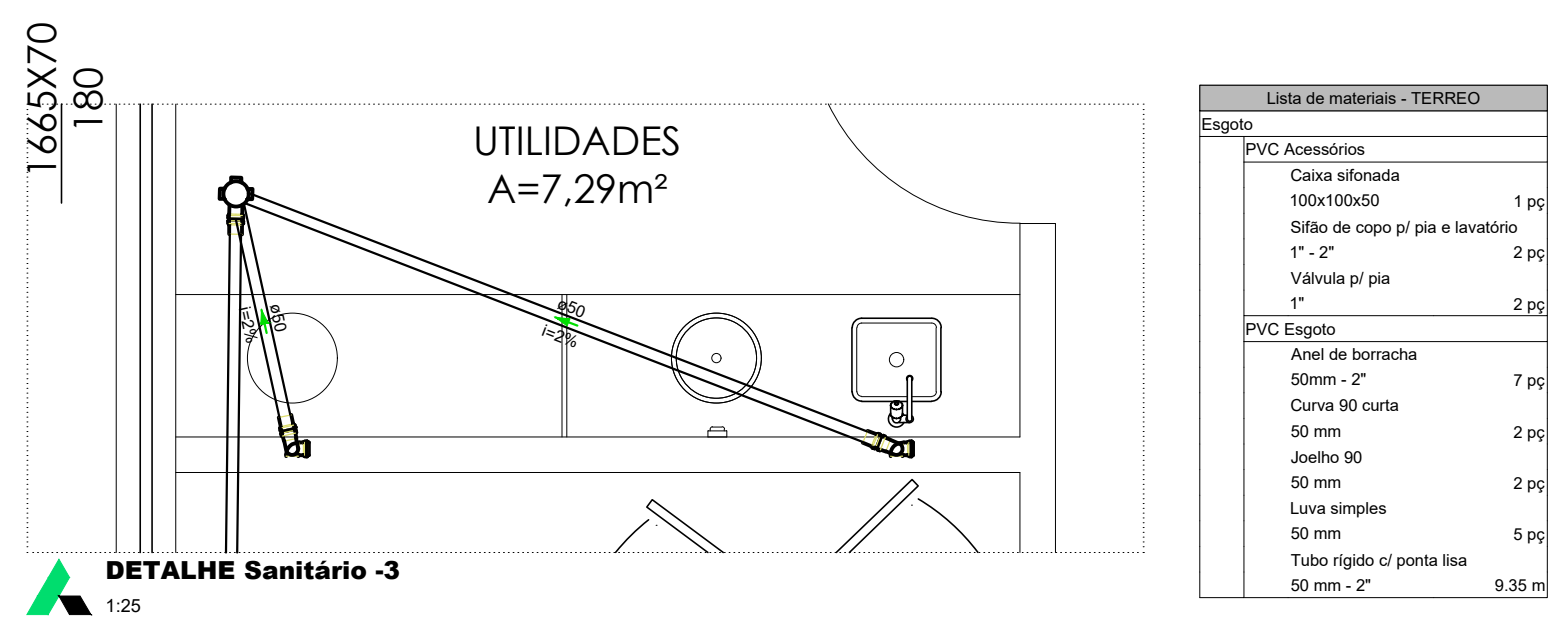 1665X70
180
UTILIDADES
A=7,29m²
ø50
i=2%
ø50
i=2%
DETALHE Sanitário -3
1:25
Lista de materiais - TERREO
Esgoto
PVC Acessórios
Caixa sifonada
100x100x50 1 pç
Sifão de copo p/ pia e lavatório
1" - 2" 2 pç
Válvula p/ pia
1" 2 pç
PVC Esgoto
Anel de borracha
50mm - 2" 7 pç
Curva 90 curta
50 mm 2 pç
Joelho 90
50 mm 2 pç
Luva simples
50 mm 5 pç
Tubo rígido c/ ponta lisa
50 mm - 2" 9.35 m